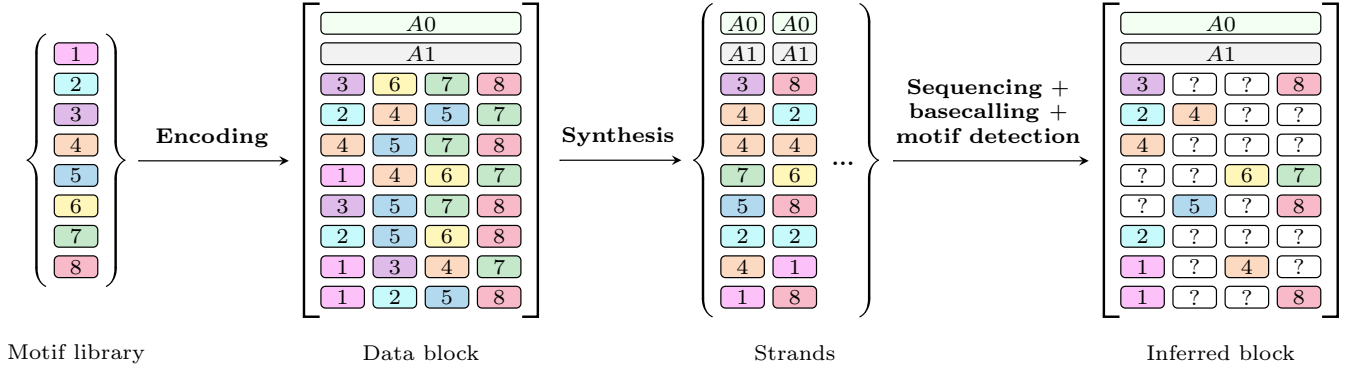 1
2
3
4
5
6
7
8
Motif library
Encoding
A0
A1
3 6 7 8
2 4 5 7
4 5 7 8
1 4 6 7
3 5 7 8
2 5 6 8
1 3 4 7
1 2 5 8
Data block
Synthesis
A0 A0
A1 A1
3 8
4 2
4 4
7 6
5 8
2 2
4 1
1 8
...
Strands
Sequencing +
basecalling +
motif detection
A0
A1
3 ? ? 8
2 4 ? ?
4 ? ? ?
? ? 6 7
? 5 ? 8
2 ? ? ?
1 ? 4 ?
1 ? ? 8
Inferred block